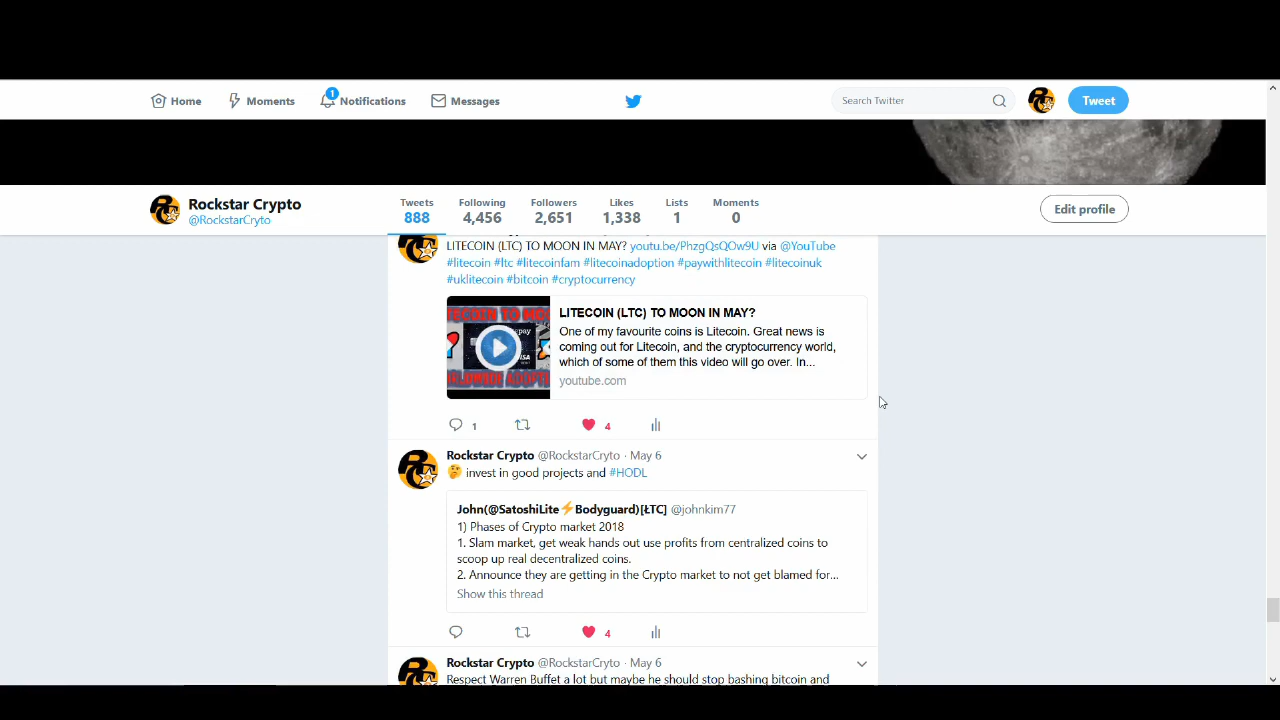 Home Moments 1 Notifications Messages Search Twitter Tweet
Rockstar Crypto
@RockstarCryto
Tweets Following Followers Likes Lists Moments
888 4,456 2,651 1,338 1 0
Edit profile
LITECOIN (LTC) TO MOON IN MAY? youtu.be/PhzgQsQOw9U via @YouTube
#litecoin #ltc #litecoinfam #litecoinadoption #paywithlitecoin #litecoinuk
#uklitecoin #bitcoin #cryptocurrency
LITECOIN (LTC) TO MOON IN MAY?
One of my favourite coins is Litecoin. Great news is
coming out for Litecoin, and the cryptocurrency world,
which of some of them this video will go over. In...
youtube.com
1 4
Rockstar Crypto @RockstarCryto · May 6
🤔 invest in good projects and #HODL
John(@SatoshiLite⚡Bodyguard)[ŁTC] @johnkim77
1) Phases of Crypto market 2018
1. Slam market, get weak hands out use profits from centralized coins to
scoop up real decentralized coins.
2. Announce they are getting in the Crypto market to not get blamed for...
Show this thread
4
Rockstar Crypto @RockstarCryto · May 6
Respect Warren Buffet a lot but maybe he should stop bashing bitcoin and